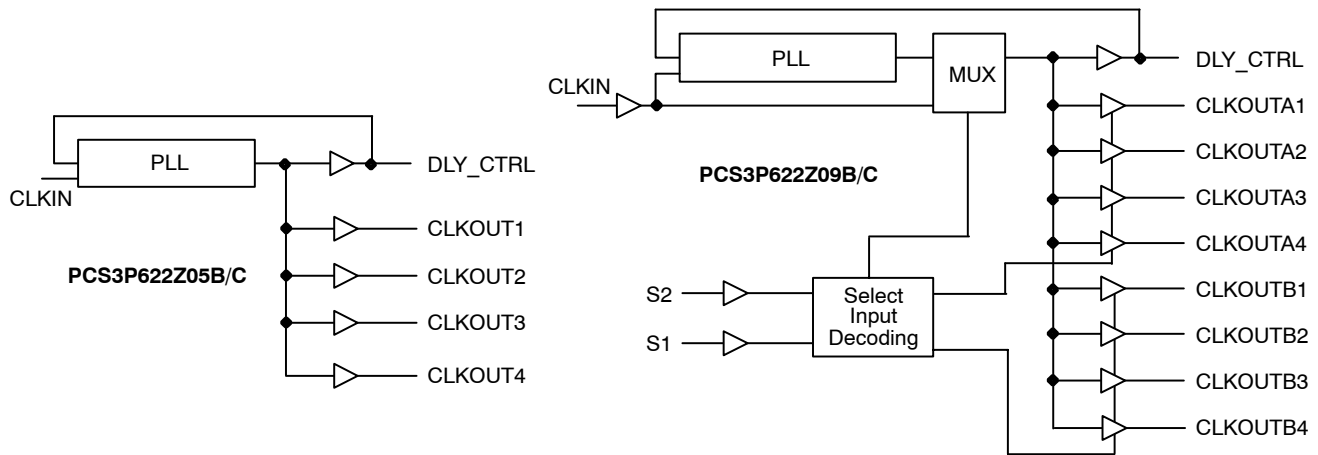 PLL
DLY_CTRL
CLKIN
CLKOUT1
PCS3P622Z05B/C
CLKOUT2
CLKOUT3
CLKOUT4
PLL
MUX
DLY_CTRL
CLKIN
CLKOUTA1
CLKOUTA2
PCS3P622Z09B/C
CLKOUTA3
CLKOUTA4
S2
S1
Select
Input
Decoding
CLKOUTB1
CLKOUTB2
CLKOUTB3
CLKOUTB4